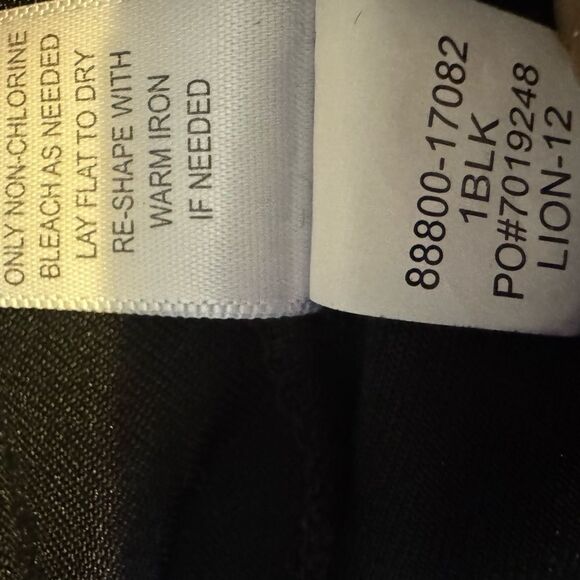 ONLY NON-CHLORINE
BLEACH AS NEEDED
LAY FLAT TO DRY
RE-SHAPE WITH
WARM IRON
IF NEEDED
88800-17082
1BLK
PO#7019248
LION-12